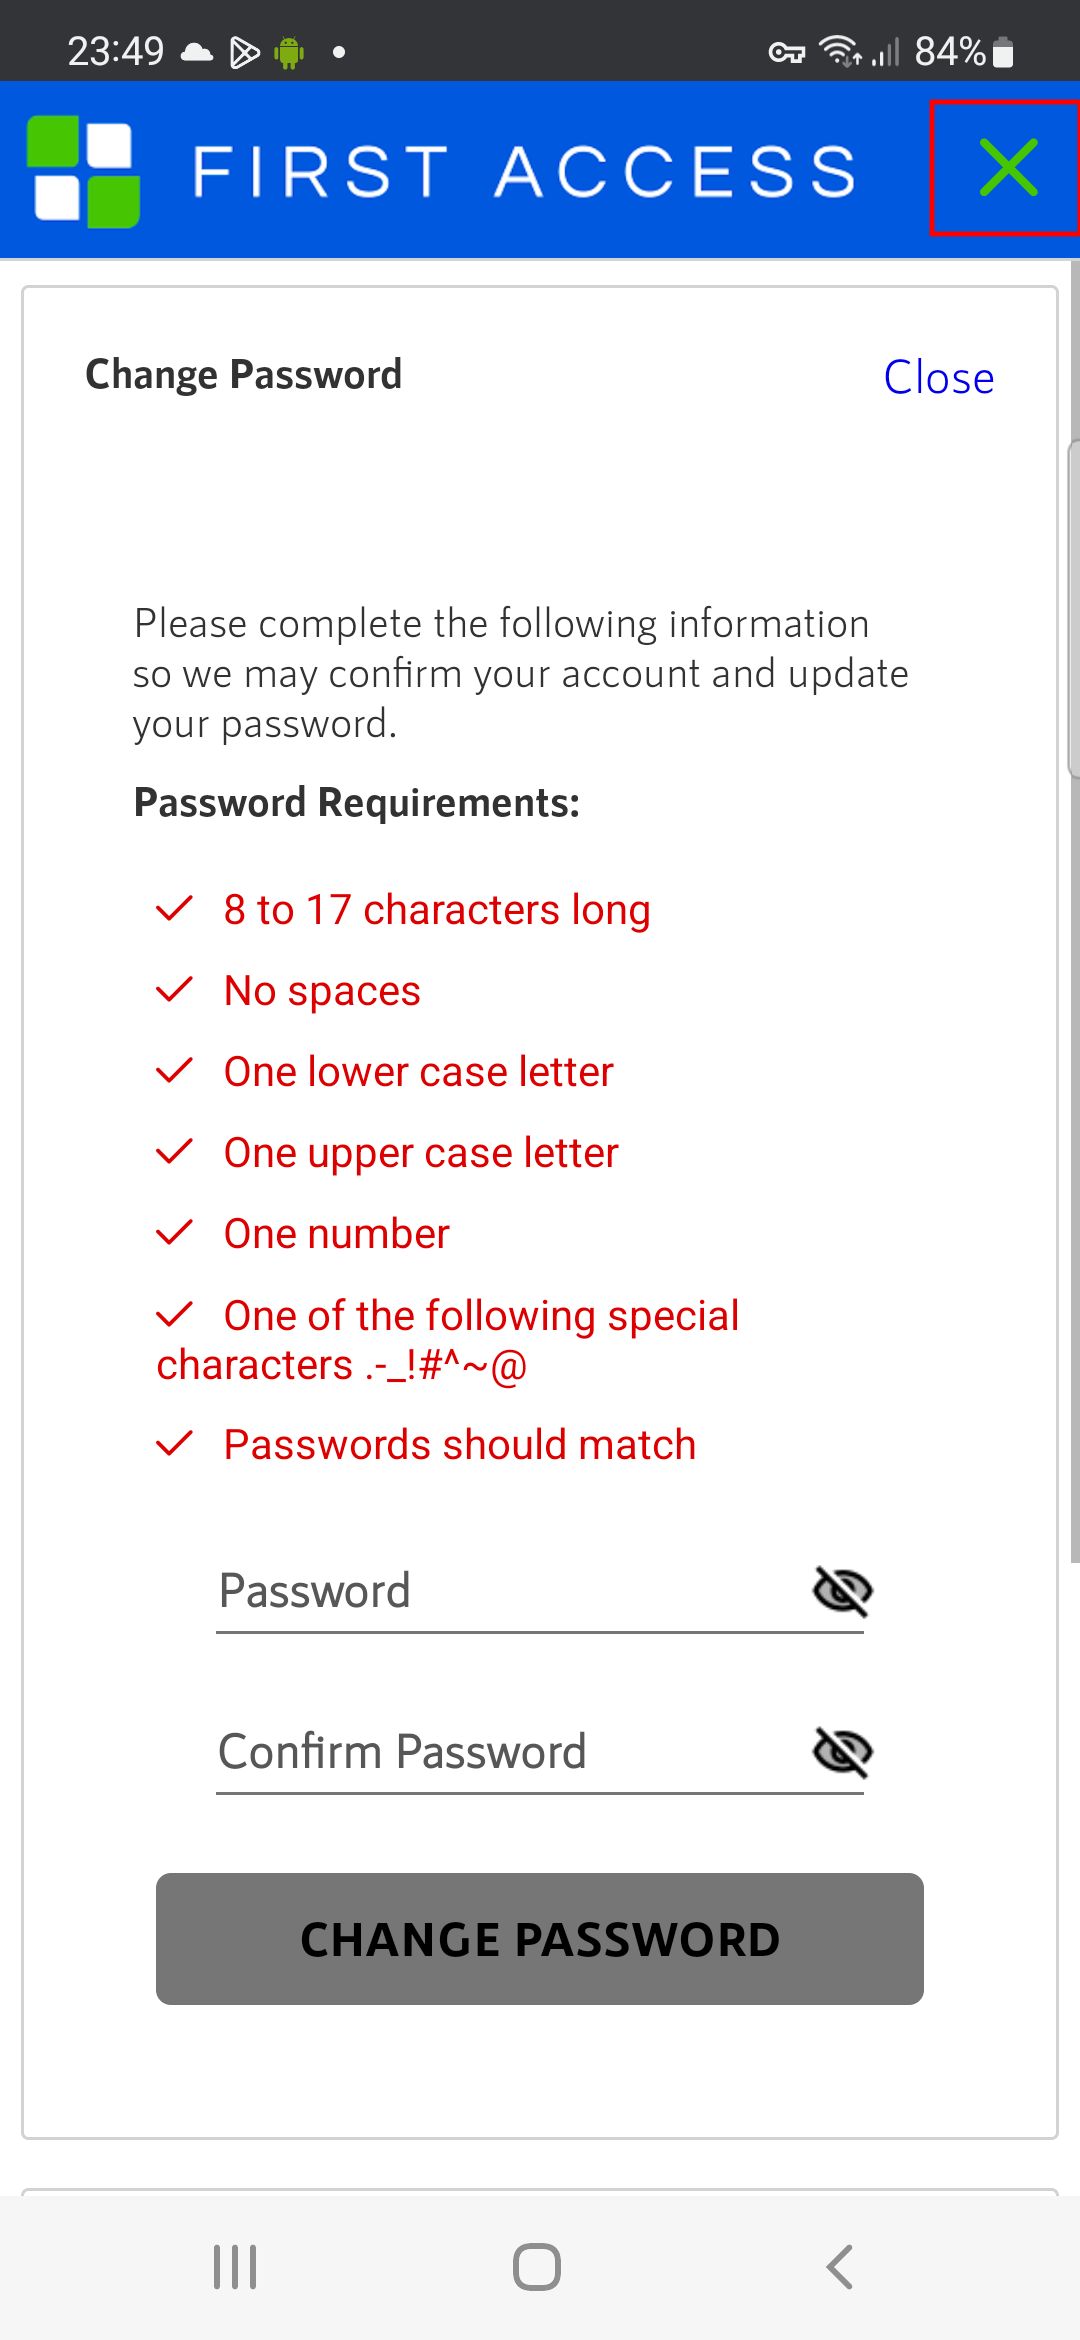 23:49
84%
FIRST ACCESS
Change Password
Close
Please complete the following information
so we may confirm your account and update
your password.
Password Requirements:
8 to 17 characters long
No spaces
One lower case letter
One upper case letter
One number
One of the following special
characters .-_!#^~@
Passwords should match
Password
Confirm Password
CHANGE PASSWORD